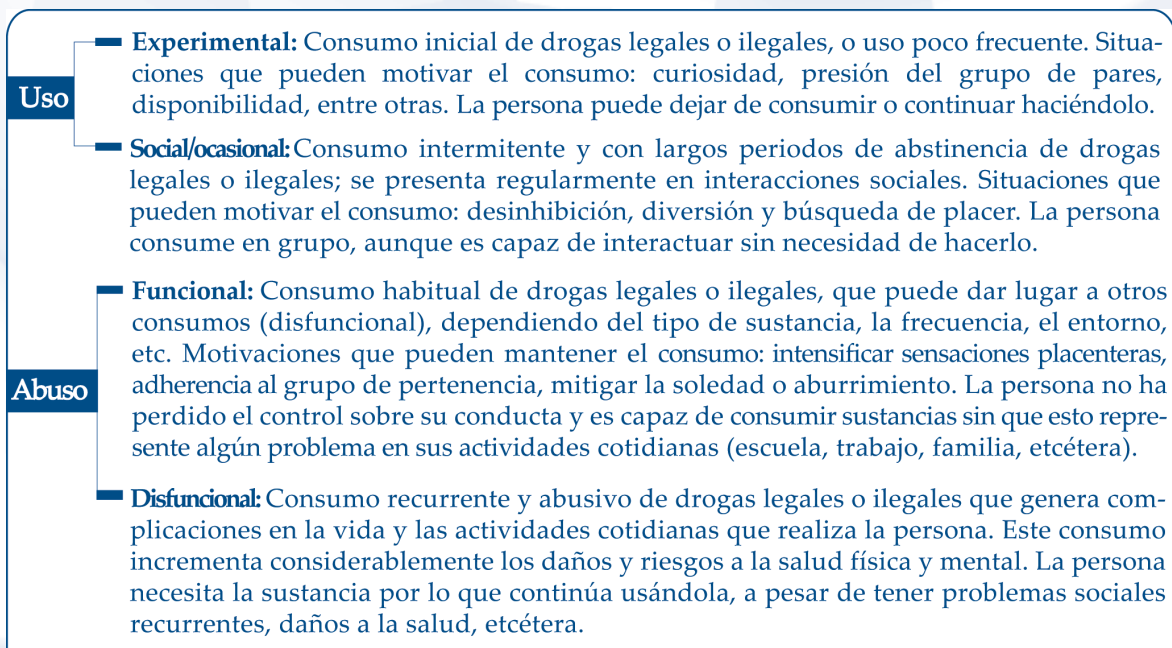 Uso
Experimental: Consumo inicial de drogas legales o ilegales, o uso poco frecuente. Situa-
ciones que pueden motivar el consumo: curiosidad, presión del grupo de pares,
disponibilidad, entre otras. La persona puede dejar de consumir o continuar haciéndolo.
Social/ocasional: Consumo intermitente y con largos periodos de abstinencia de drogas
legales o ilegales; se presenta regularmente en interacciones sociales. Situaciones que
pueden motivar el consumo: desinhibición, diversión y búsqueda de placer. La persona
consume en grupo, aunque es capaz de interactuar sin necesidad de hacerlo.
Abuso
Funcional: Consumo habitual de drogas legales o ilegales, que puede dar lugar a otros
consumos (disfuncional), dependiendo del tipo de sustancia, la frecuencia, el entorno,
etc. Motivaciones que pueden mantener el consumo: intensificar sensaciones placenteras,
adherencia al grupo de pertenencia, mitigar la soledad o aburrimiento. La persona no ha
perdido el control sobre su conducta y es capaz de consumir sustancias sin que esto repre-
sente algún problema en sus actividades cotidianas (escuela, trabajo, familia, etcétera).
Disfuncional: Consumo recurrente y abusivo de drogas legales o ilegales que genera com-
plicaciones en la vida y las actividades cotidianas que realiza la persona. Este consumo
incrementa considerablemente los daños y riesgos a la salud física y mental. La persona
necesita la sustancia por lo que continúa usándola, a pesar de tener problemas sociales
recurrentes, daños a la salud, etcétera.